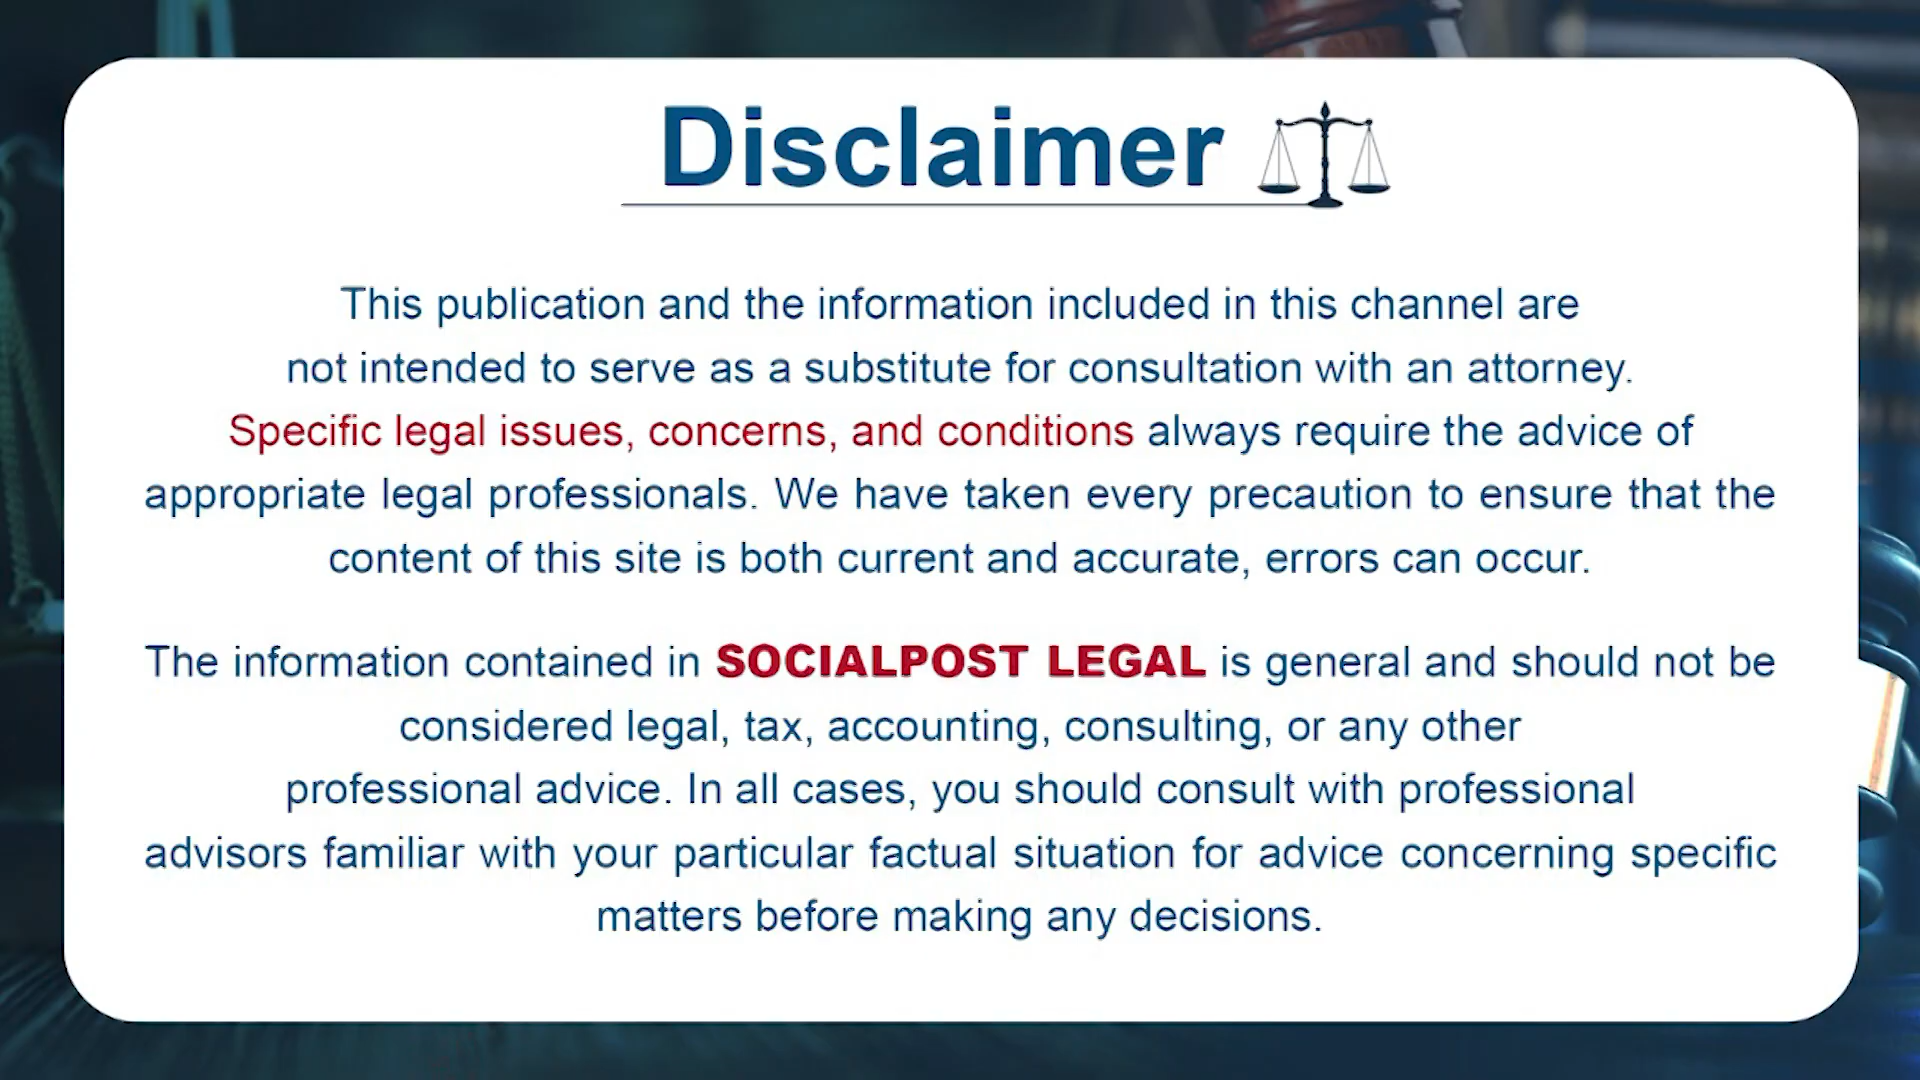 Disclaimer
This publication and the information included in this channel are
not intended to serve as a substitute for consultation with an attorney.
Specific legal issues, concerns, and conditions always require the advice of
appropriate legal professionals. We have taken every precaution to ensure that the
content of this site is both current and accurate, errors can occur.
The information contained in SOCIALPOST LEGAL is general and should not be
considered legal, tax, accounting, consulting, or any other
professional advice. In all cases, you should consult with professional
advisors familiar with your particular factual situation for advice concerning specific
matters before making any decisions.